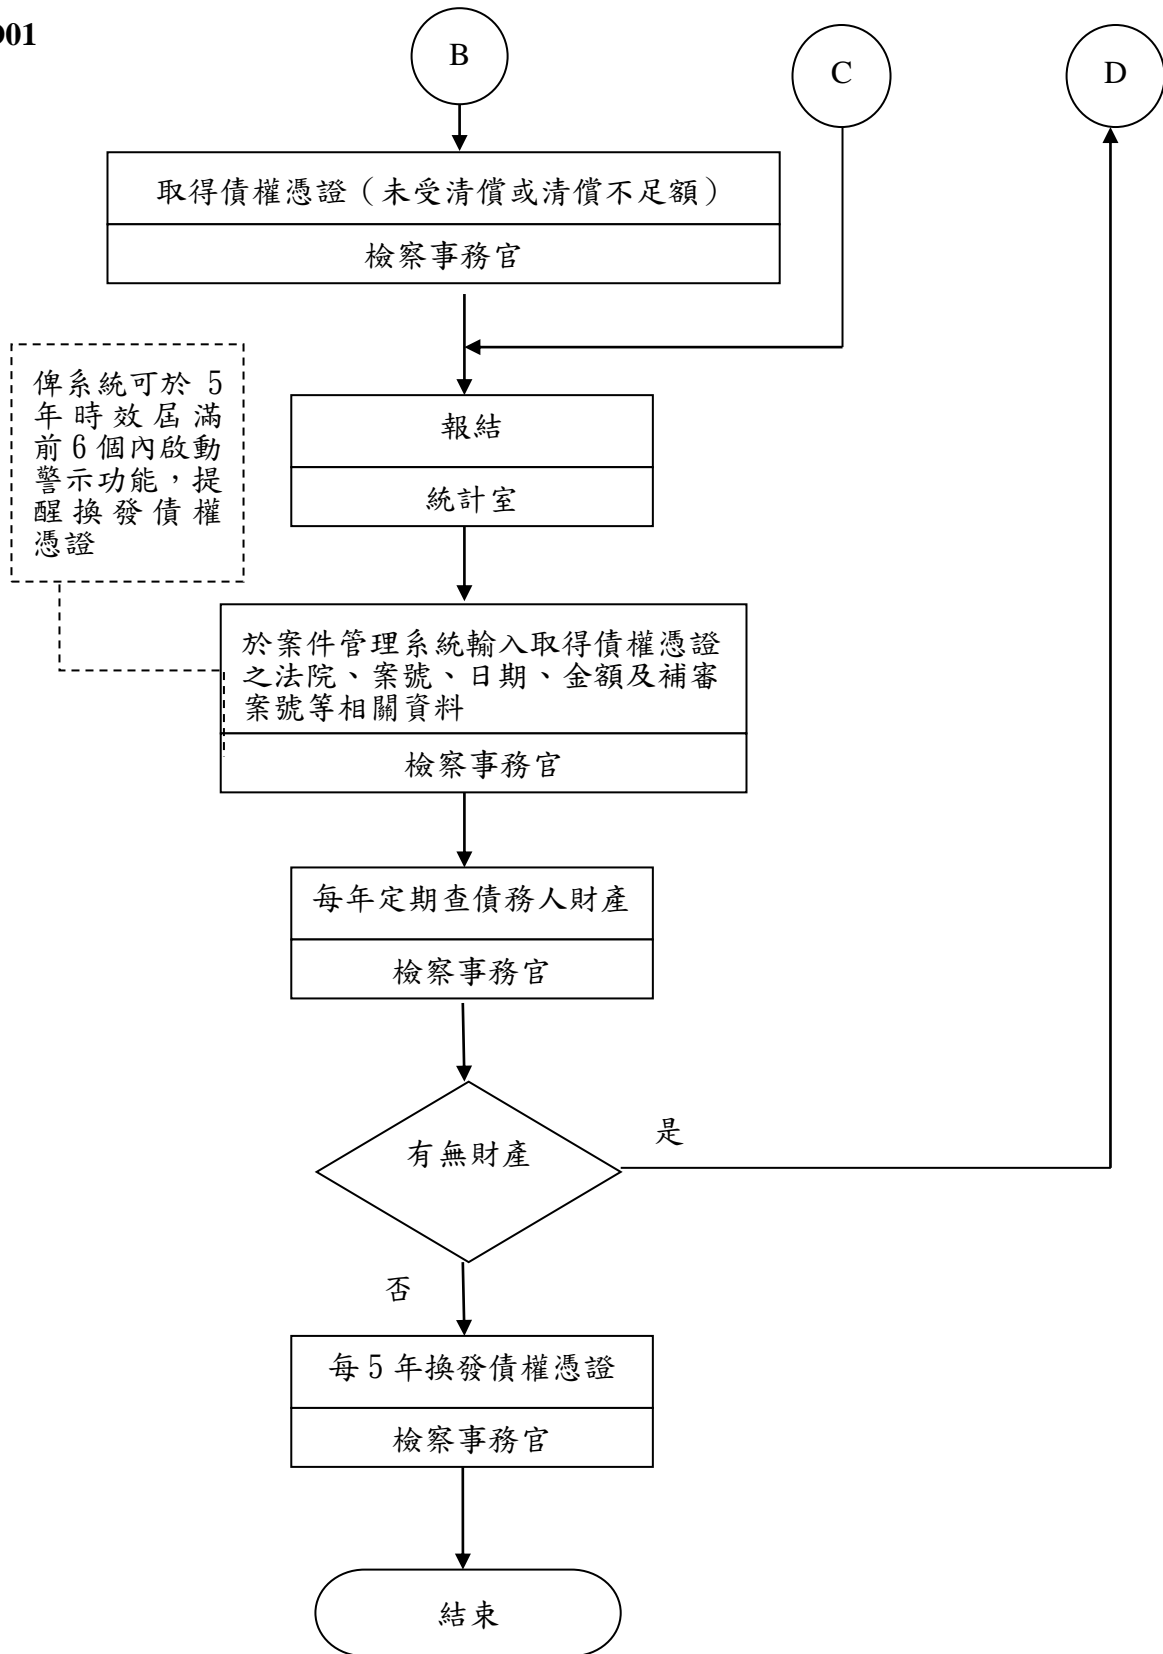 001
B
C
D
取得債權憑證（未受清償或清償不足額）
檢察事務官
俾系統可於 5
年時效屆滿
前6個內啟動
警示功能，提
醒換發債權
憑證
報結
統計室
於案件管理系統輸入取得債權憑證
之法院、案號、日期、金額及補審
案號等相關資料
檢察事務官
每年定期查債務人財產
檢察事務官
有無財產
是
否
每5年換發債權憑證
檢察事務官
結束